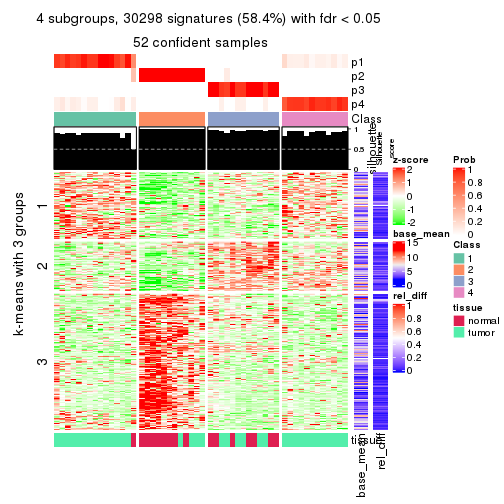 4 subgroups, 30298 signatures (58.4%) with fdr < 0.05
52 confident samples
p1
p2
p3
p4
Class
1
0.5
0
silhouette
Silhouette
score
k-means with 3 groups
1
2
3
tissue
base_mean
rel_diff
z-score
2
1
0
-1
-2
base_mean
15
10
5
0
rel_diff
1
0.8
0.6
0.4
0.2
0
Prob
1
0.8
0.6
0.4
0.2
0
Class
1
2
3
4
tissue
normal
tumor